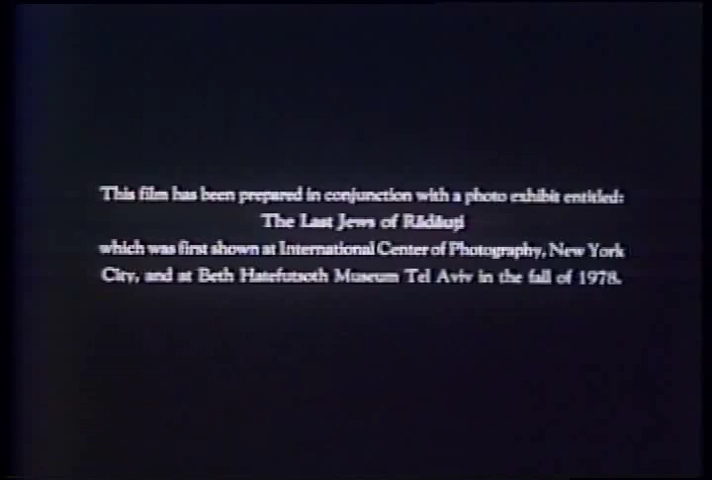 This film has been prepared in conjunction with a photo exhibit entitled:
The Last Jews of Rădăuţi
which was first shown at International Center of Photography, New York
City, and at Beth Hatefutsoth Museum Tel Aviv in the fall of 1978.